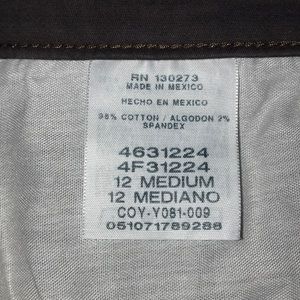 RN 130273
MADE IN MEXICO
HECHO EN MEXICO
98% COTTON / ALGODON 2%
SPANDEX
4631224
4F31224
12 MEDIUM
12 MEDIANO
COY-Y081-009
051071789288